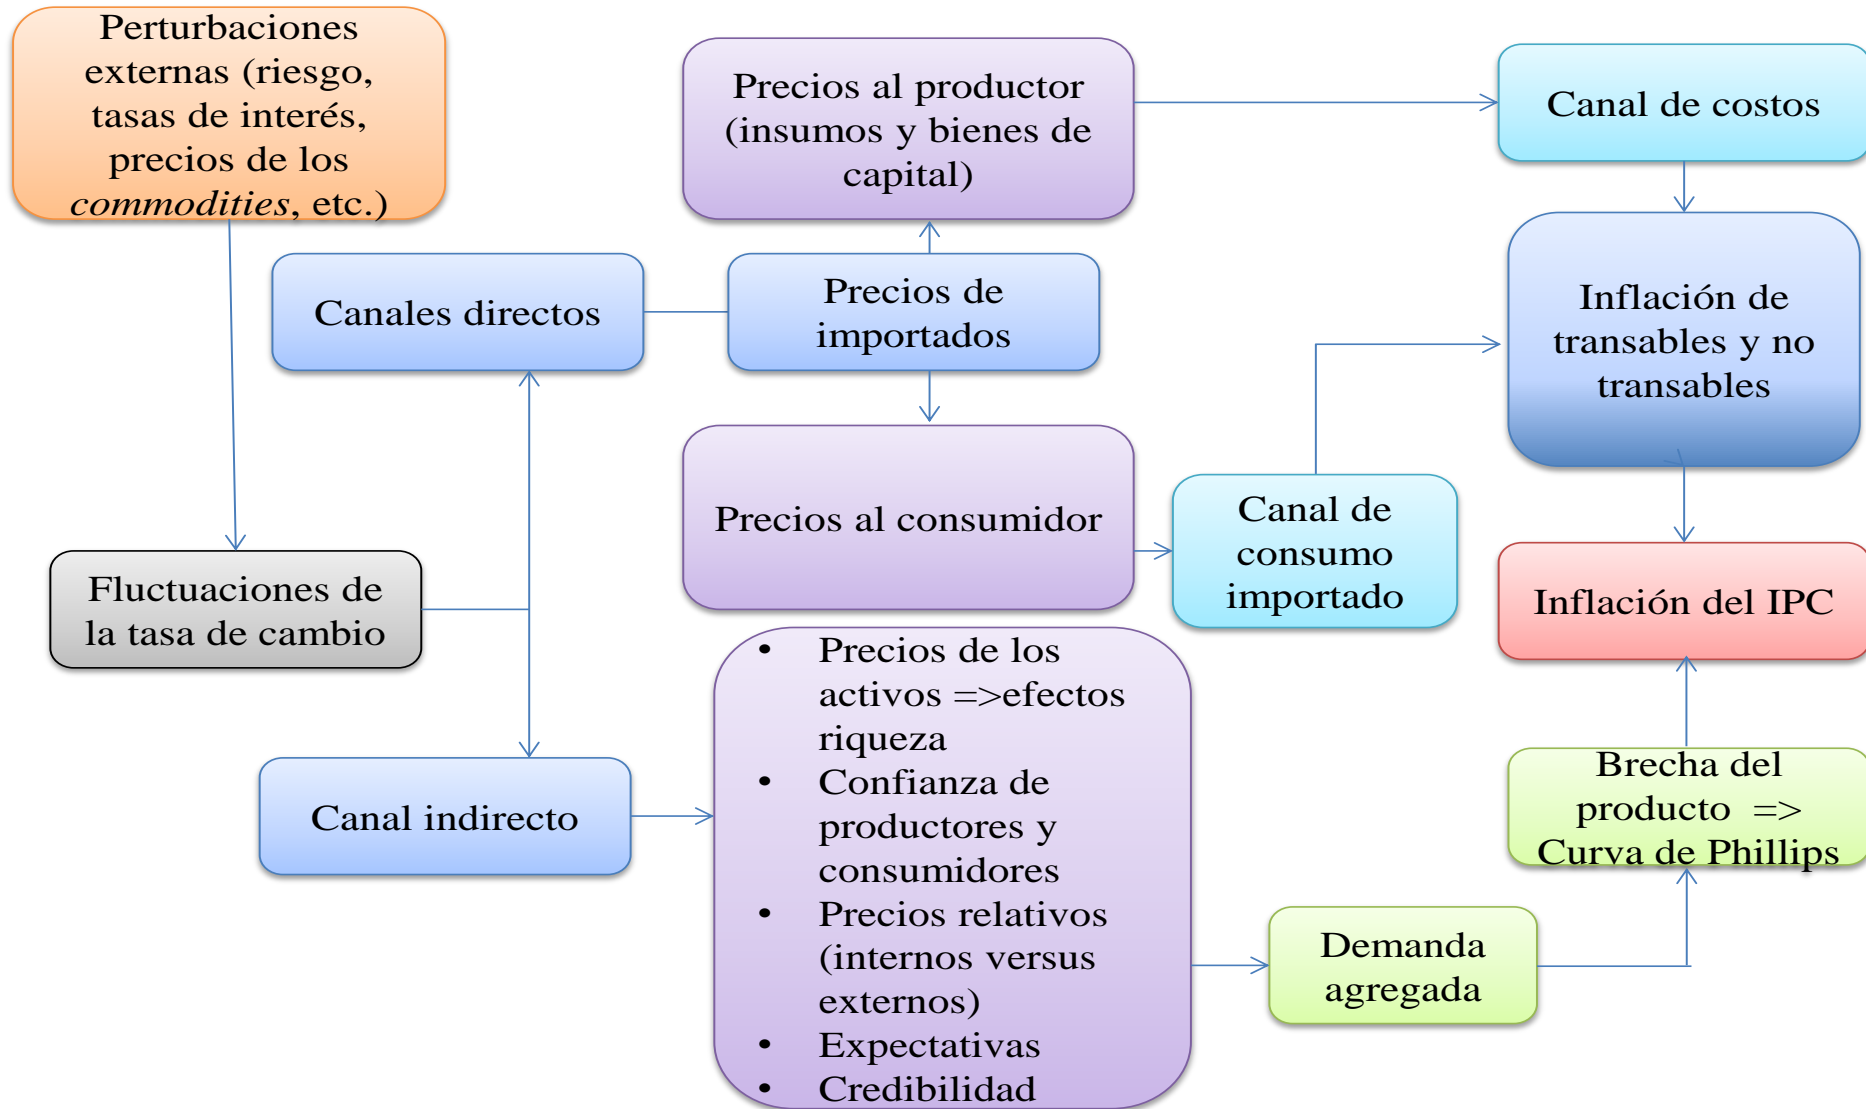 Perturbaciones
externas (riesgo,
tasas de interés,
precios de los
commodities, etc.)
Precios al productor
(insumos y bienes de
capital)
Canal de costos
Canales directos
Precios de
importados
Inflación de
transables y no
transables
Precios al consumidor
Canal de
consumo
importado
Fluctuaciones de
la tasa de cambio
Inflación del IPC
Canal indirecto
• Precios de los
activos =>efectos
riqueza
• Confianza de
productores y
consumidores
• Precios relativos
(internos versus
externos)
• Expectativas
• Credibilidad
Demanda
agregada
Brecha del
producto =>
Curva de Phillips